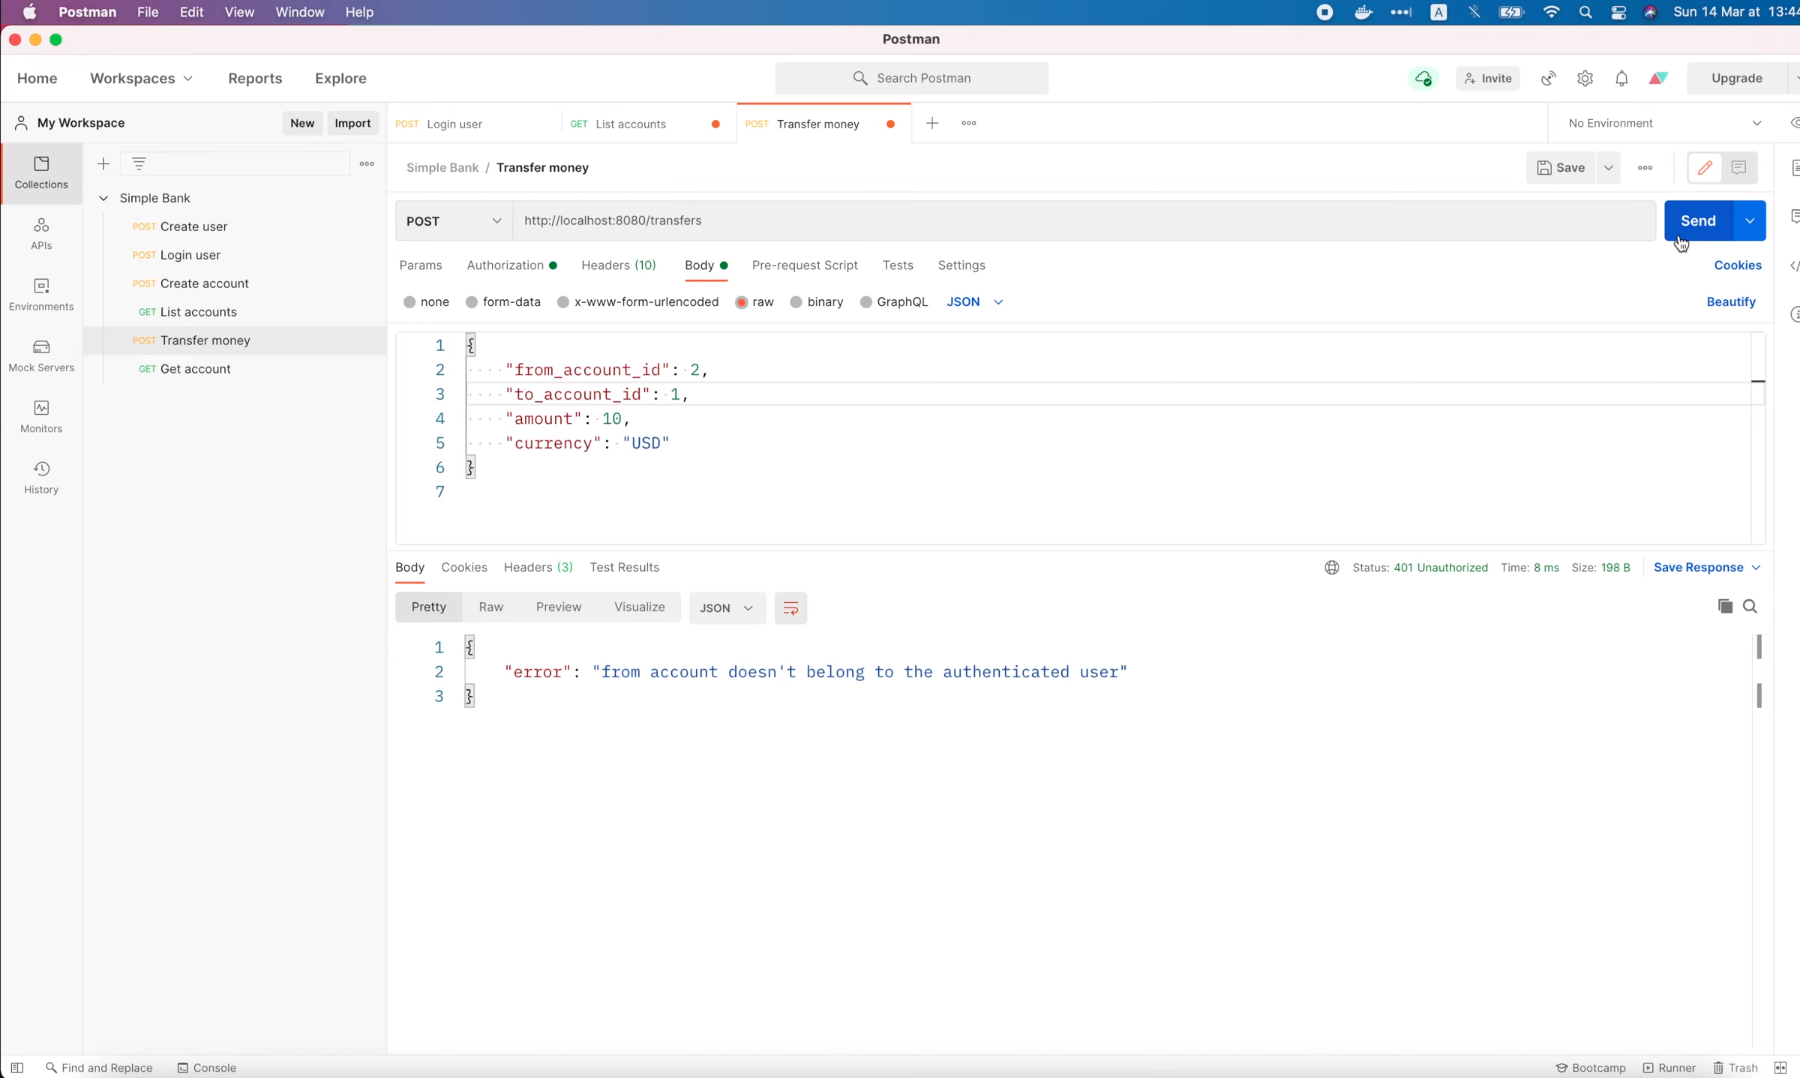 Postman File Edit View Window Help
A Sun 14 Mar at 13:44
Postman
Home Workspaces Reports Explore
Search Postman
Invite
Upgrade
My Workspace
New Import
POST Login user
GET List accounts
POST Transfer money
No Environment
Collections
APIs
Environments
Mock Servers
Monitors
History
Simple Bank
POST Create user
POST Login user
POST Create account
GET List accounts
POST Transfer money
GET Get account
Simple Bank / Transfer money
Save
POST http://localhost:8080/transfers
Send
Params Authorization Headers (10) Body Pre-request Script Tests Settings
Cookies
none form-data x-www-form-urlencoded raw binary GraphQL JSON
Beautify
1 {
2 "from_account_id": 2,
3 "to_account_id": 1,
4 "amount": 10,
5 "currency": "USD"
6 }
7
Body Cookies Headers (3) Test Results
Status: 401 Unauthorized Time: 8 ms Size: 198 B
Save Response
Pretty Raw Preview Visualize JSON
1 {
2 "error": "from account doesn't belong to the authenticated user"
3 }
Find and Replace Console
Bootcamp Runner Trash